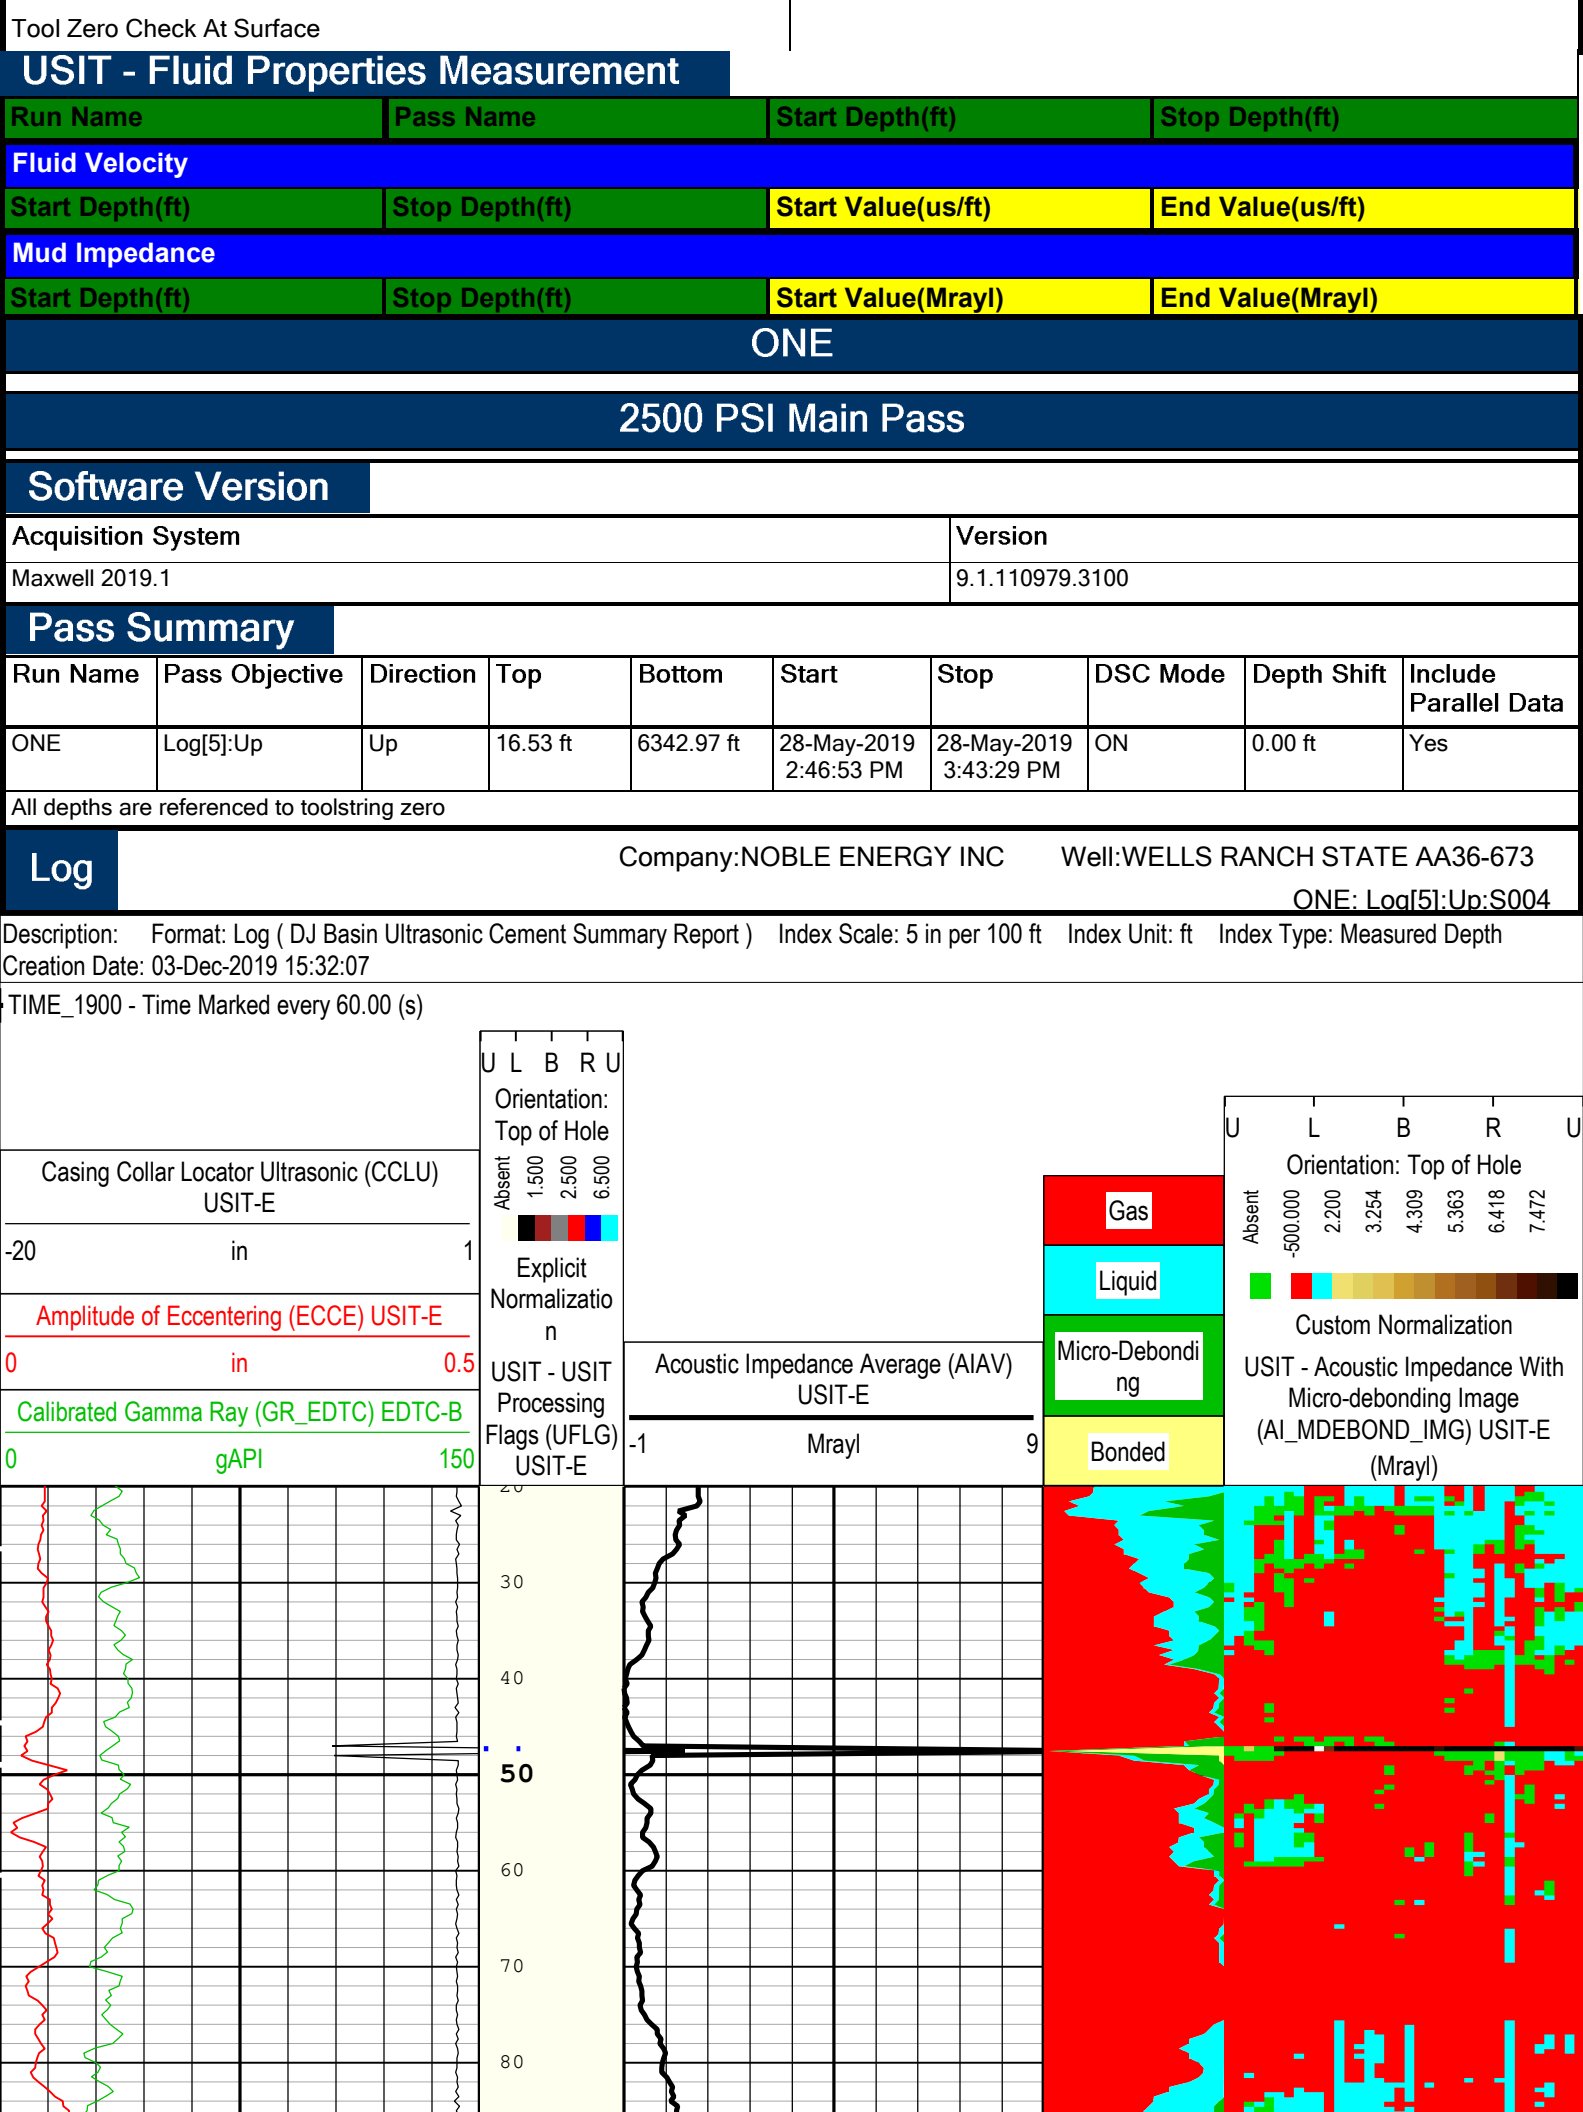 Tool Zero Check At Surface
USIT - Fluid Properties Measurement
Run Name Pass Name Start Depth(ft) Stop Depth(ft)
Fluid Velocity
Start Depth(ft) Stop Depth(ft) Start Value(us/ft) End Value(us/ft)
Mud Impedance
Start Depth(ft) Stop Depth(ft) Start Value(Mrayl) End Value(Mrayl)
ONE
2500 PSI Main Pass
Software Version
Acquisition System Version
Maxwell 2019.1 9.1.110979.3100
Pass Summary
Run Name Pass Objective Direction Top Bottom Start Stop DSC Mode Depth Shift Include
Parallel Data
ONE Log[5]:Up Up 16.53 ft 6342.97 ft 28-May-2019 28-May-2019 ON 0.00 ft Yes
2:46:53 PM 3:43:29 PM
All depths are referenced to toolstring zero
Log
Company:NOBLE ENERGY INC Well:WELLS RANCH STATE AA36-673
ONE: Log[5]:Up:S004
Description: Format: Log ( DJ Basin Ultrasonic Cement Summary Report ) Index Scale: 5 in per 100 ft Index Unit: ft Index Type: Measured Depth
Creation Date: 03-Dec-2019 15:32:07
TIME_1900 - Time Marked every 60.00 (s)
Casing Collar Locator Ultrasonic (CCLU)
USIT-E
-20 in 1
Amplitude of Eccentering (ECCE) USIT-E
0 in 0.5
Calibrated Gamma Ray (GR_EDTC) EDTC-B
0 gAPI 150
U L B R U
Orientation:
Top of Hole
Absent 1.500 2.500 6.500
Explicit
Normalizatio
n
USIT - USIT
Processing
Flags (UFLG)
USIT-E
Acoustic Impedance Average (AIAV)
USIT-E
-1 Mrayl 9
Gas
Liquid
Micro-Debondi
ng
Bonded
U L B R U
Orientation: Top of Hole
Absent -500.000 2.200 3.254 4.309 5.363 6.418 7.472
Custom Normalization
USIT - Acoustic Impedance With
Micro-debonding Image
(AI_MDEBOND_IMG) USIT-E
(Mrayl)
20
30
40
50
60
70
80